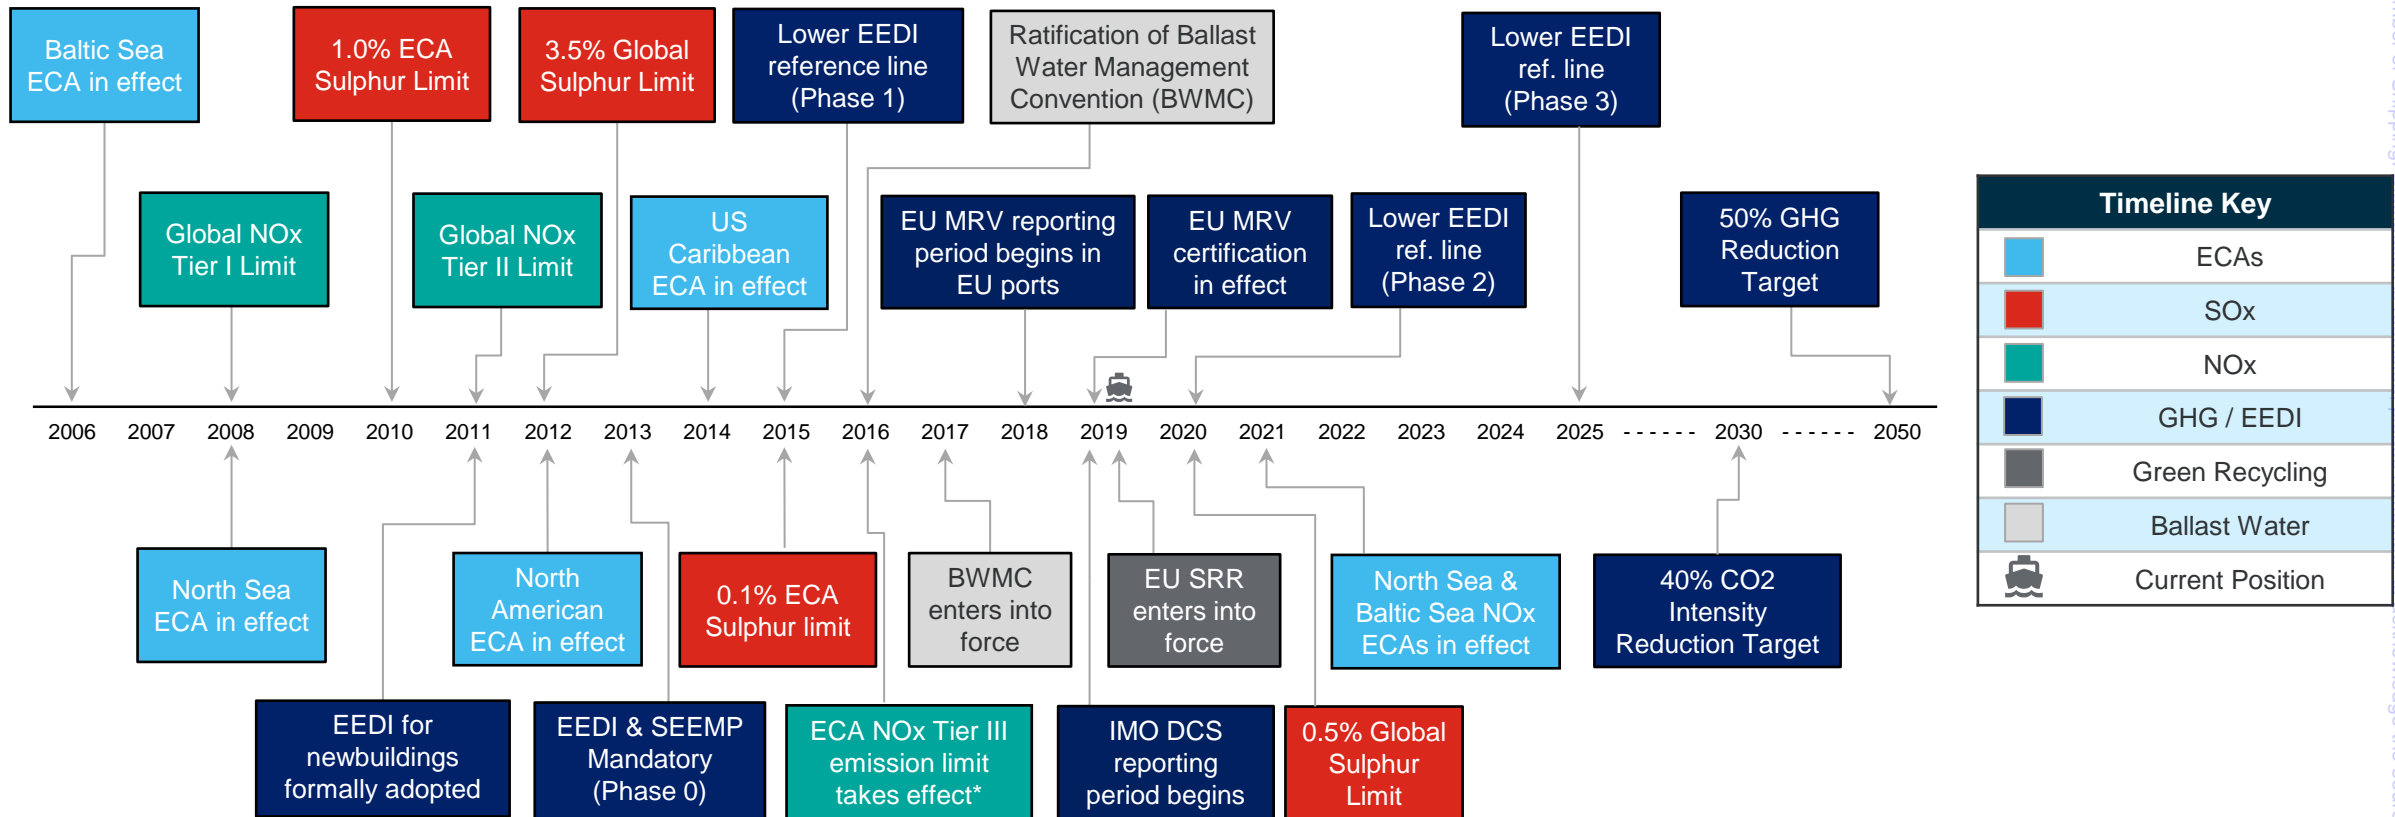 Baltic Sea
ECA in effect
1.0% ECA
Sulphur Limit
3.5% Global
Sulphur Limit
Lower EEDI
reference line
(Phase 1)
Ratification of Ballast
Water Management
Convention (BWMC)
Lower EEDI
ref. line
(Phase 3)
Global NOx
Tier I Limit
Global NOx
Tier II Limit
US
Caribbean
ECA in effect
EU MRV reporting
period begins in
EU ports
EU MRV
certification
in effect
Lower EEDI
ref. line
(Phase 2)
50% GHG
Reduction
Target
2006 2007 2008 2009 2010 2011 2012 2013 2014 2015 2016 2017 2018 2019 2020 2021 2022 2023 2024 2025 ------ 2030 ------ 2050
North Sea
ECA in effect
North
American
ECA in effect
0.1% ECA
Sulphur limit
BWMC
enters into
force
EU SRR
enters into
force
North Sea &
Baltic Sea NOx
ECAs in effect
40% CO2
Intensity
Reduction Target
EEDI for
newbuildings
formally adopted
EEDI & SEEMP
Mandatory
(Phase 0)
ECA NOx Tier III
emission limit
takes effect*
IMO DCS
reporting
period begins
0.5% Global
Sulphur
Limit
Timeline Key
ECAs
SOx
NOx
GHG / EEDI
Green Recycling
Ballast Water
Current Position